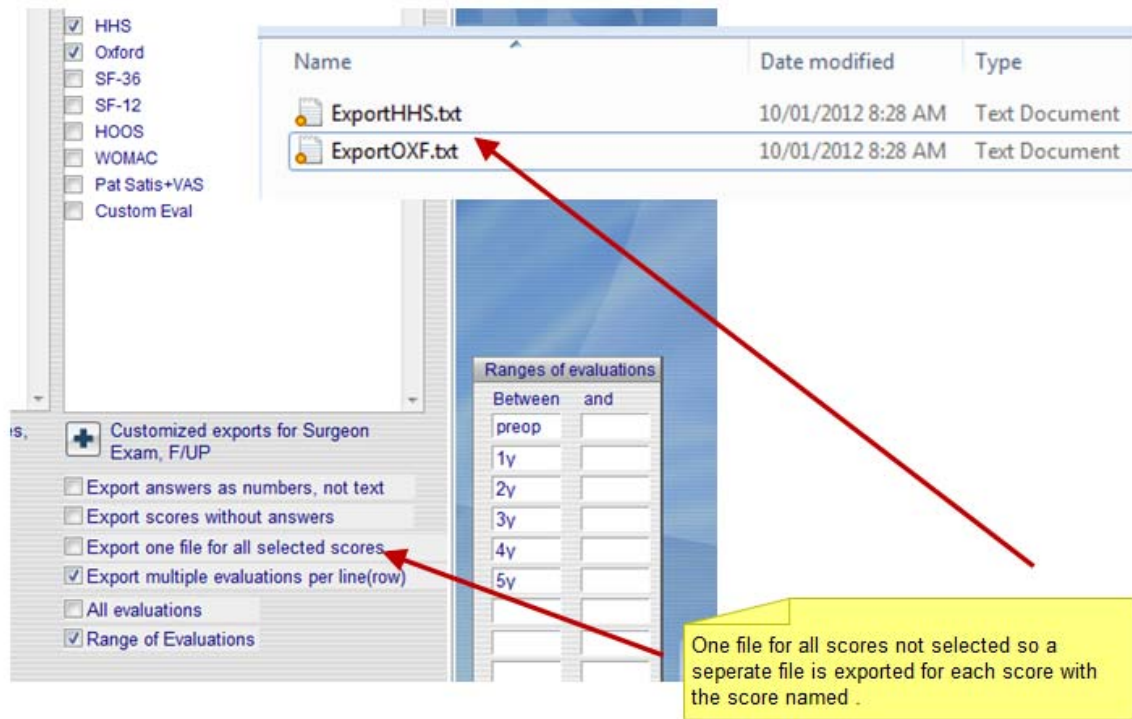 HHS
Oxford
SF-36
SF-12
HOOS
WOMAC
Pat Satis+VAS
Custom Eval
Name Date modified Type
ExportHHS.txt 10/01/2012 8:28 AM Text Document
ExportOXF.txt 10/01/2012 8:28 AM Text Document
s,
Customized exports for Surgeon
Exam, F/UP
Export answers as numbers, not text
Export scores without answers
Export one file for all selected scores
Export multiple evaluations per line(row)
All evaluations
Range of Evaluations
Ranges of evaluations
Between and
preop
1y
2y
3y
4y
5y
One file for all scores not selected so a
seperate file is exported for each score with
the score named .